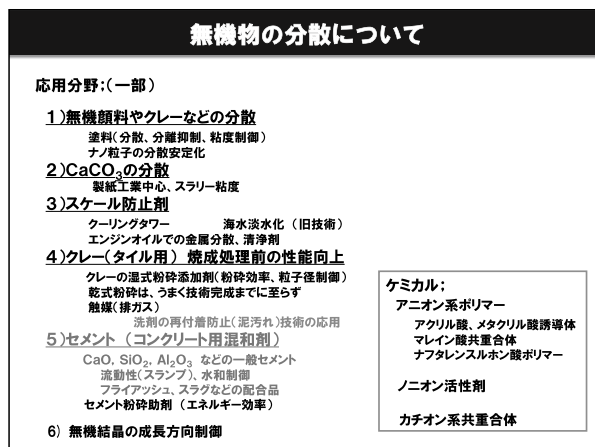 無機物の分散について
応用分野;(一部)
1)無機顔料やクレーなどの分散
塗料(分散、分離抑制、粘度制御)
ナノ粒子の分散安定化
2)CaCO3の分散
製紙工業中心、スラリー粘度
3)スケール防止剤
クーリングタワー 海水淡水化 (旧技術)
エンジンオイルでの金属分散、清浄剤
4)クレー(タイル用) 焼成処理前の性能向上
クレーの湿式粉砕添加剤(粉砕効率、粒子径制御)
乾式粉砕は、うまく技術完成までに至らず
触媒(排ガス)
洗剤の再付着防止(泥汚れ)技術の応用
5)セメント (コンクリート用混和剤)
CaO, SiO2, Al2O3 などの一般セメント
流動性(スランプ)、水和制御
フライアッシュ、スラグなどの配合品
セメント粉砕助剤 (エネルギー効率)
6) 無機結晶の成長方向制御
ケミカル;
アニオン系ポリマー
アクリル酸、メタクリル酸誘導体
マレイン酸共重合体
ナフタレンスルホン酸ポリマー
ノニオン活性剤
カチオン系共重合体